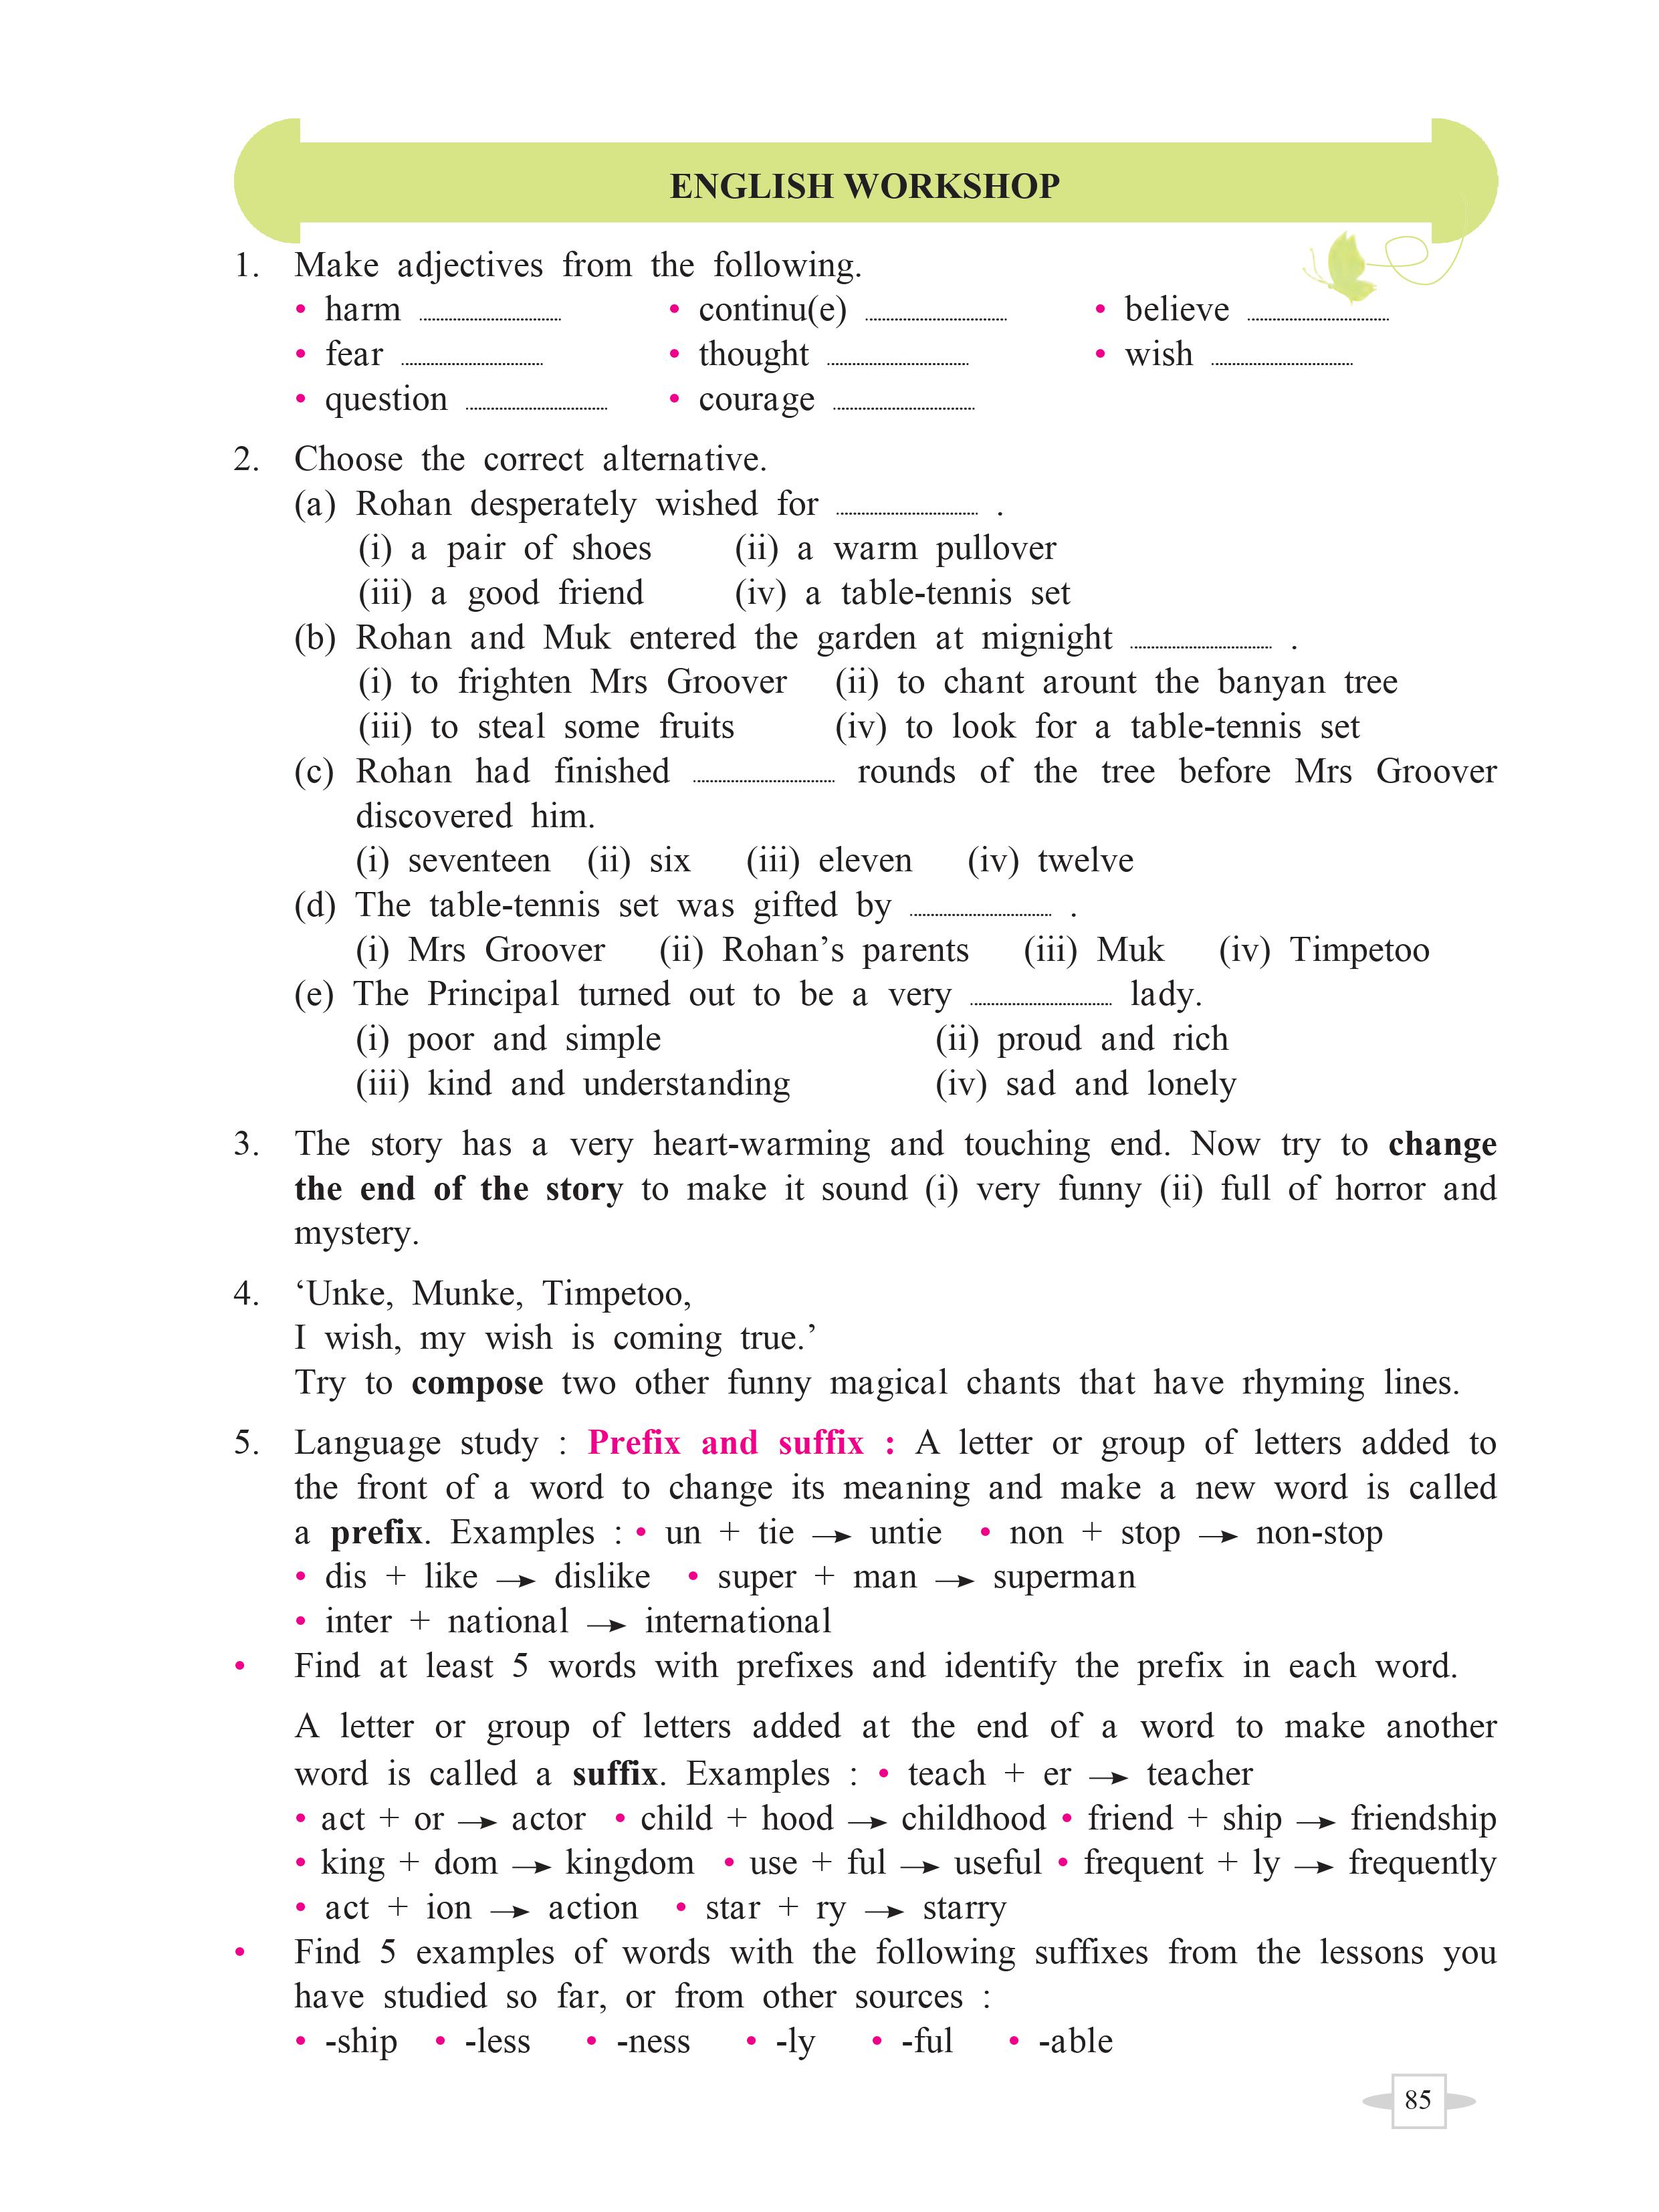 ENGLISH WORKSHOP
1. Make adjectives from the following.
• harm ........................ • continu(e) ........................ • believe ........................
• fear ........................ • thought ........................ • wish ........................
• question ........................ • courage ........................
2. Choose the correct alternative.
(a) Rohan desperately wished for ........................ .
(i) a pair of shoes (ii) a warm pullover
(iii) a good friend (iv) a table-tennis set
(b) Rohan and Muk entered the garden at mignight ........................ .
(i) to frighten Mrs Groover (ii) to chant arount the banyan tree
(iii) to steal some fruits (iv) to look for a table-tennis set
(c) Rohan had finished ........................ rounds of the tree before Mrs Groover
discovered him.
(i) seventeen (ii) six (iii) eleven (iv) twelve
(d) The table-tennis set was gifted by ........................ .
(i) Mrs Groover (ii) Rohan’s parents (iii) Muk (iv) Timpetoo
(e) The Principal turned out to be a very ........................ lady.
(i) poor and simple (ii) proud and rich
(iii) kind and understanding (iv) sad and lonely
3. The story has a very heart-warming and touching end. Now try to change
the end of the story to make it sound (i) very funny (ii) full of horror and
mystery.
4. ‘Unke, Munke, Timpetoo,
I wish, my wish is coming true.’
Try to compose two other funny magical chants that have rhyming lines.
5. Language study : Prefix and suffix : A letter or group of letters added to
the front of a word to change its meaning and make a new word is called
a prefix. Examples : • un + tie → untie • non + stop → non-stop
• dis + like → dislike • super + man → superman
• inter + national → international
• Find at least 5 words with prefixes and identify the prefix in each word.
A letter or group of letters added at the end of a word to make another
word is called a suffix. Examples : • teach + er → teacher
• act + or → actor • child + hood → childhood • friend + ship → friendship
• king + dom → kingdom • use + ful → useful • frequent + ly → frequently
• act + ion → action • star + ry → starry
• Find 5 examples of words with the following suffixes from the lessons you
have studied so far, or from other sources :
• -ship • -less • -ness • -ly • -ful • -able
85